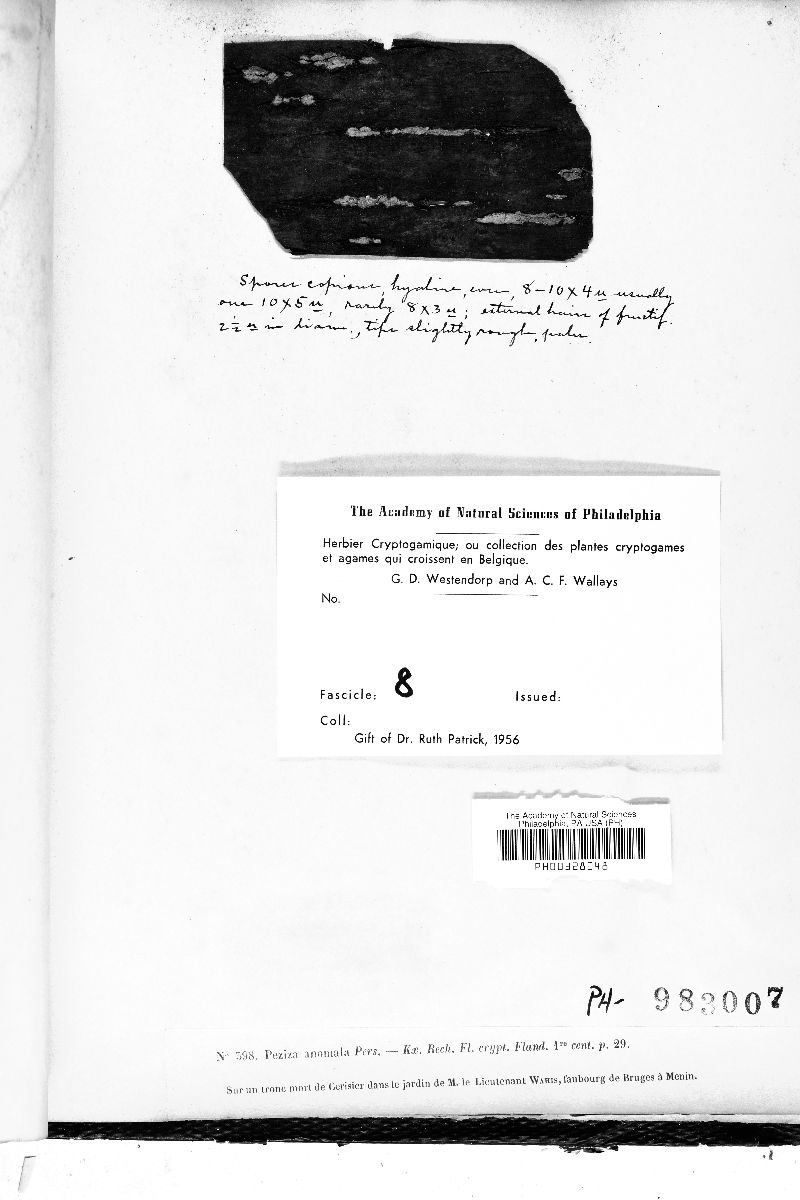 Spores copious, hyaline, even, 8–10 X 4 u usually
one 10 X 5 u, rarely 8 X 3 u; external hairs of fructif.
2½ u in diam., tips slightly rough, paler.
The Academy of Natural Sciences of Philadelphia
Herbier Cryptogamique; ou collection des plantes cryptogames
et agames qui croissent en Belgique.
G. D. Westendorp and A. C. F. Wallays
No.
Fascicle: 8 Issued:
Coll:
Gift of Dr. Ruth Patrick, 1956
The Academy of Natural Sciences
Philadelphia, PA USA (PH)
PH- 983007
No 398. Peziza anomala Pers. — Kx. Rech. Fl. crypt. Fland. 1re cent. p. 29.
Sur un tronc mort de Cerisier dans le jardin de M. le Lieutenant faubourg de Bruges à Menin.